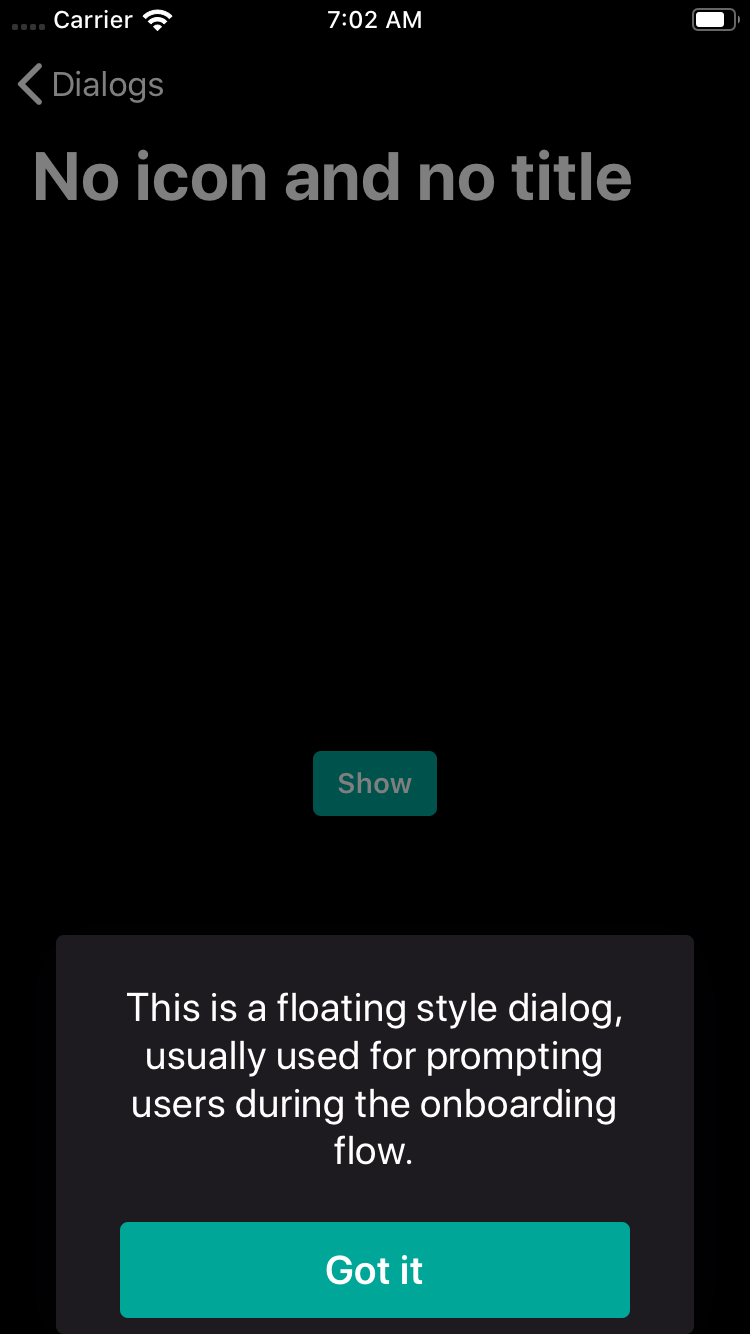 Carrier 7:02 AM
Dialogs
No icon and no title
Show
This is a floating style dialog,
usually used for prompting
users during the onboarding
flow.
Got it